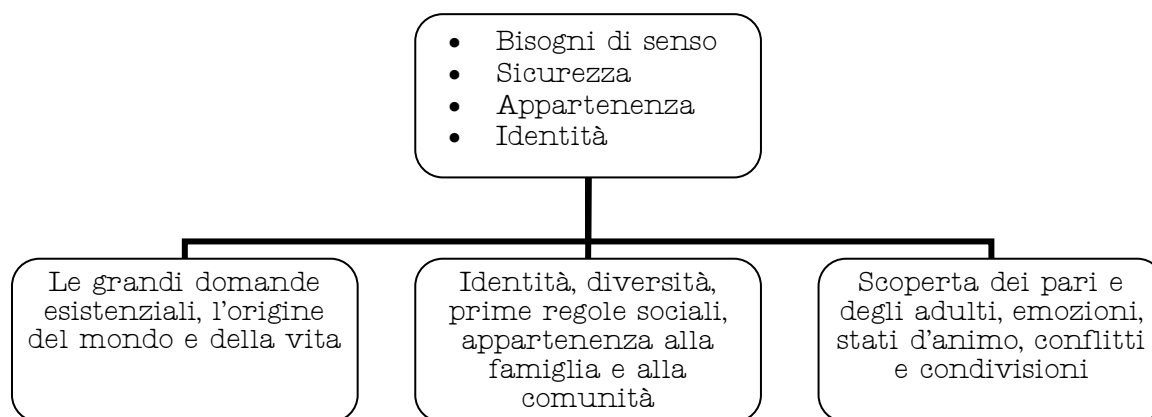 • Bisogni di senso
• Sicurezza
• Appartenenza
• Identità
Le grandi domande
esistenziali, l'origine
del mondo e della vita
Identità, diversità,
prime regole sociali,
appartenenza alla
famiglia e alla
comunità
Scoperta dei pari e
degli adulti, emozioni,
stati d'animo, conflitti
e condivisioni